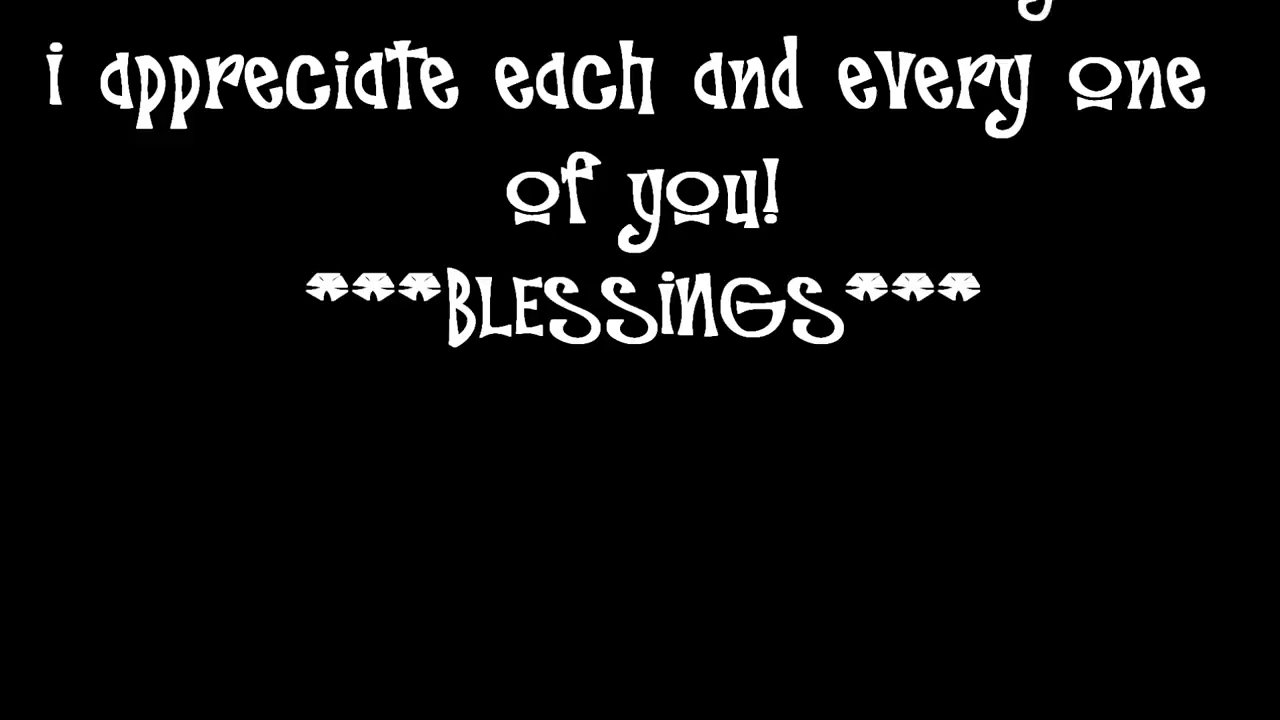 i appreciate each and every one
of you!
***BLESSiNGS***